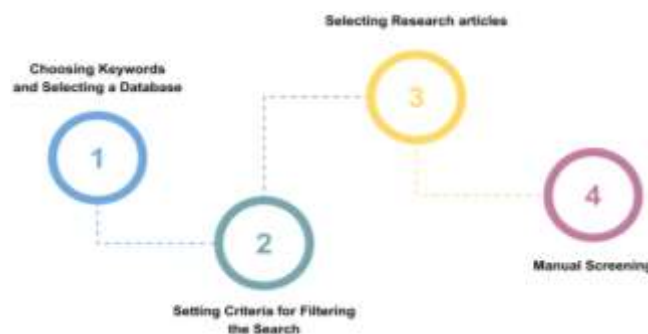 Choosing Keywords
and Selecting a Database
1
2
Setting Criteria for Filtering
the Search
Selecting Research articles
3
4
Manual Screening